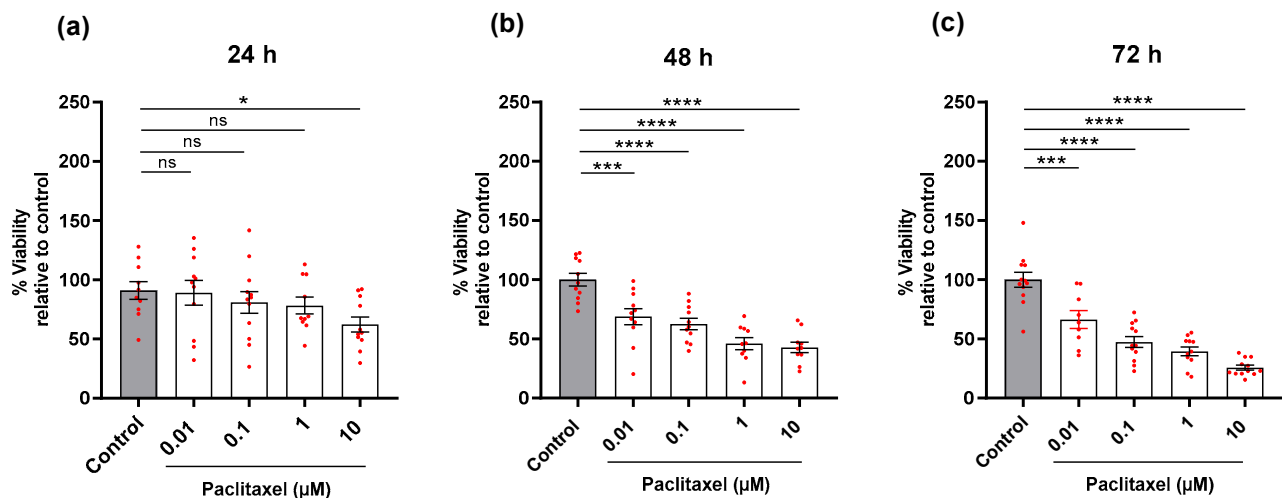 (a)
24 h
% Viability
relative to control
250
200
150
100
50
0
*
ns
ns
ns
Control
0.01
0.1
1
10
Paclitaxel (µM)
(b)
48 h
% Viability
relative to control
250
200
150
100
50
0
****
****
****
***
Control
0.01
0.1
1
10
Paclitaxel (µM)
(c)
72 h
% Viability
relative to control
250
200
150
100
50
0
****
****
****
***
Control
0.01
0.1
1
10
Paclitaxel (µM)